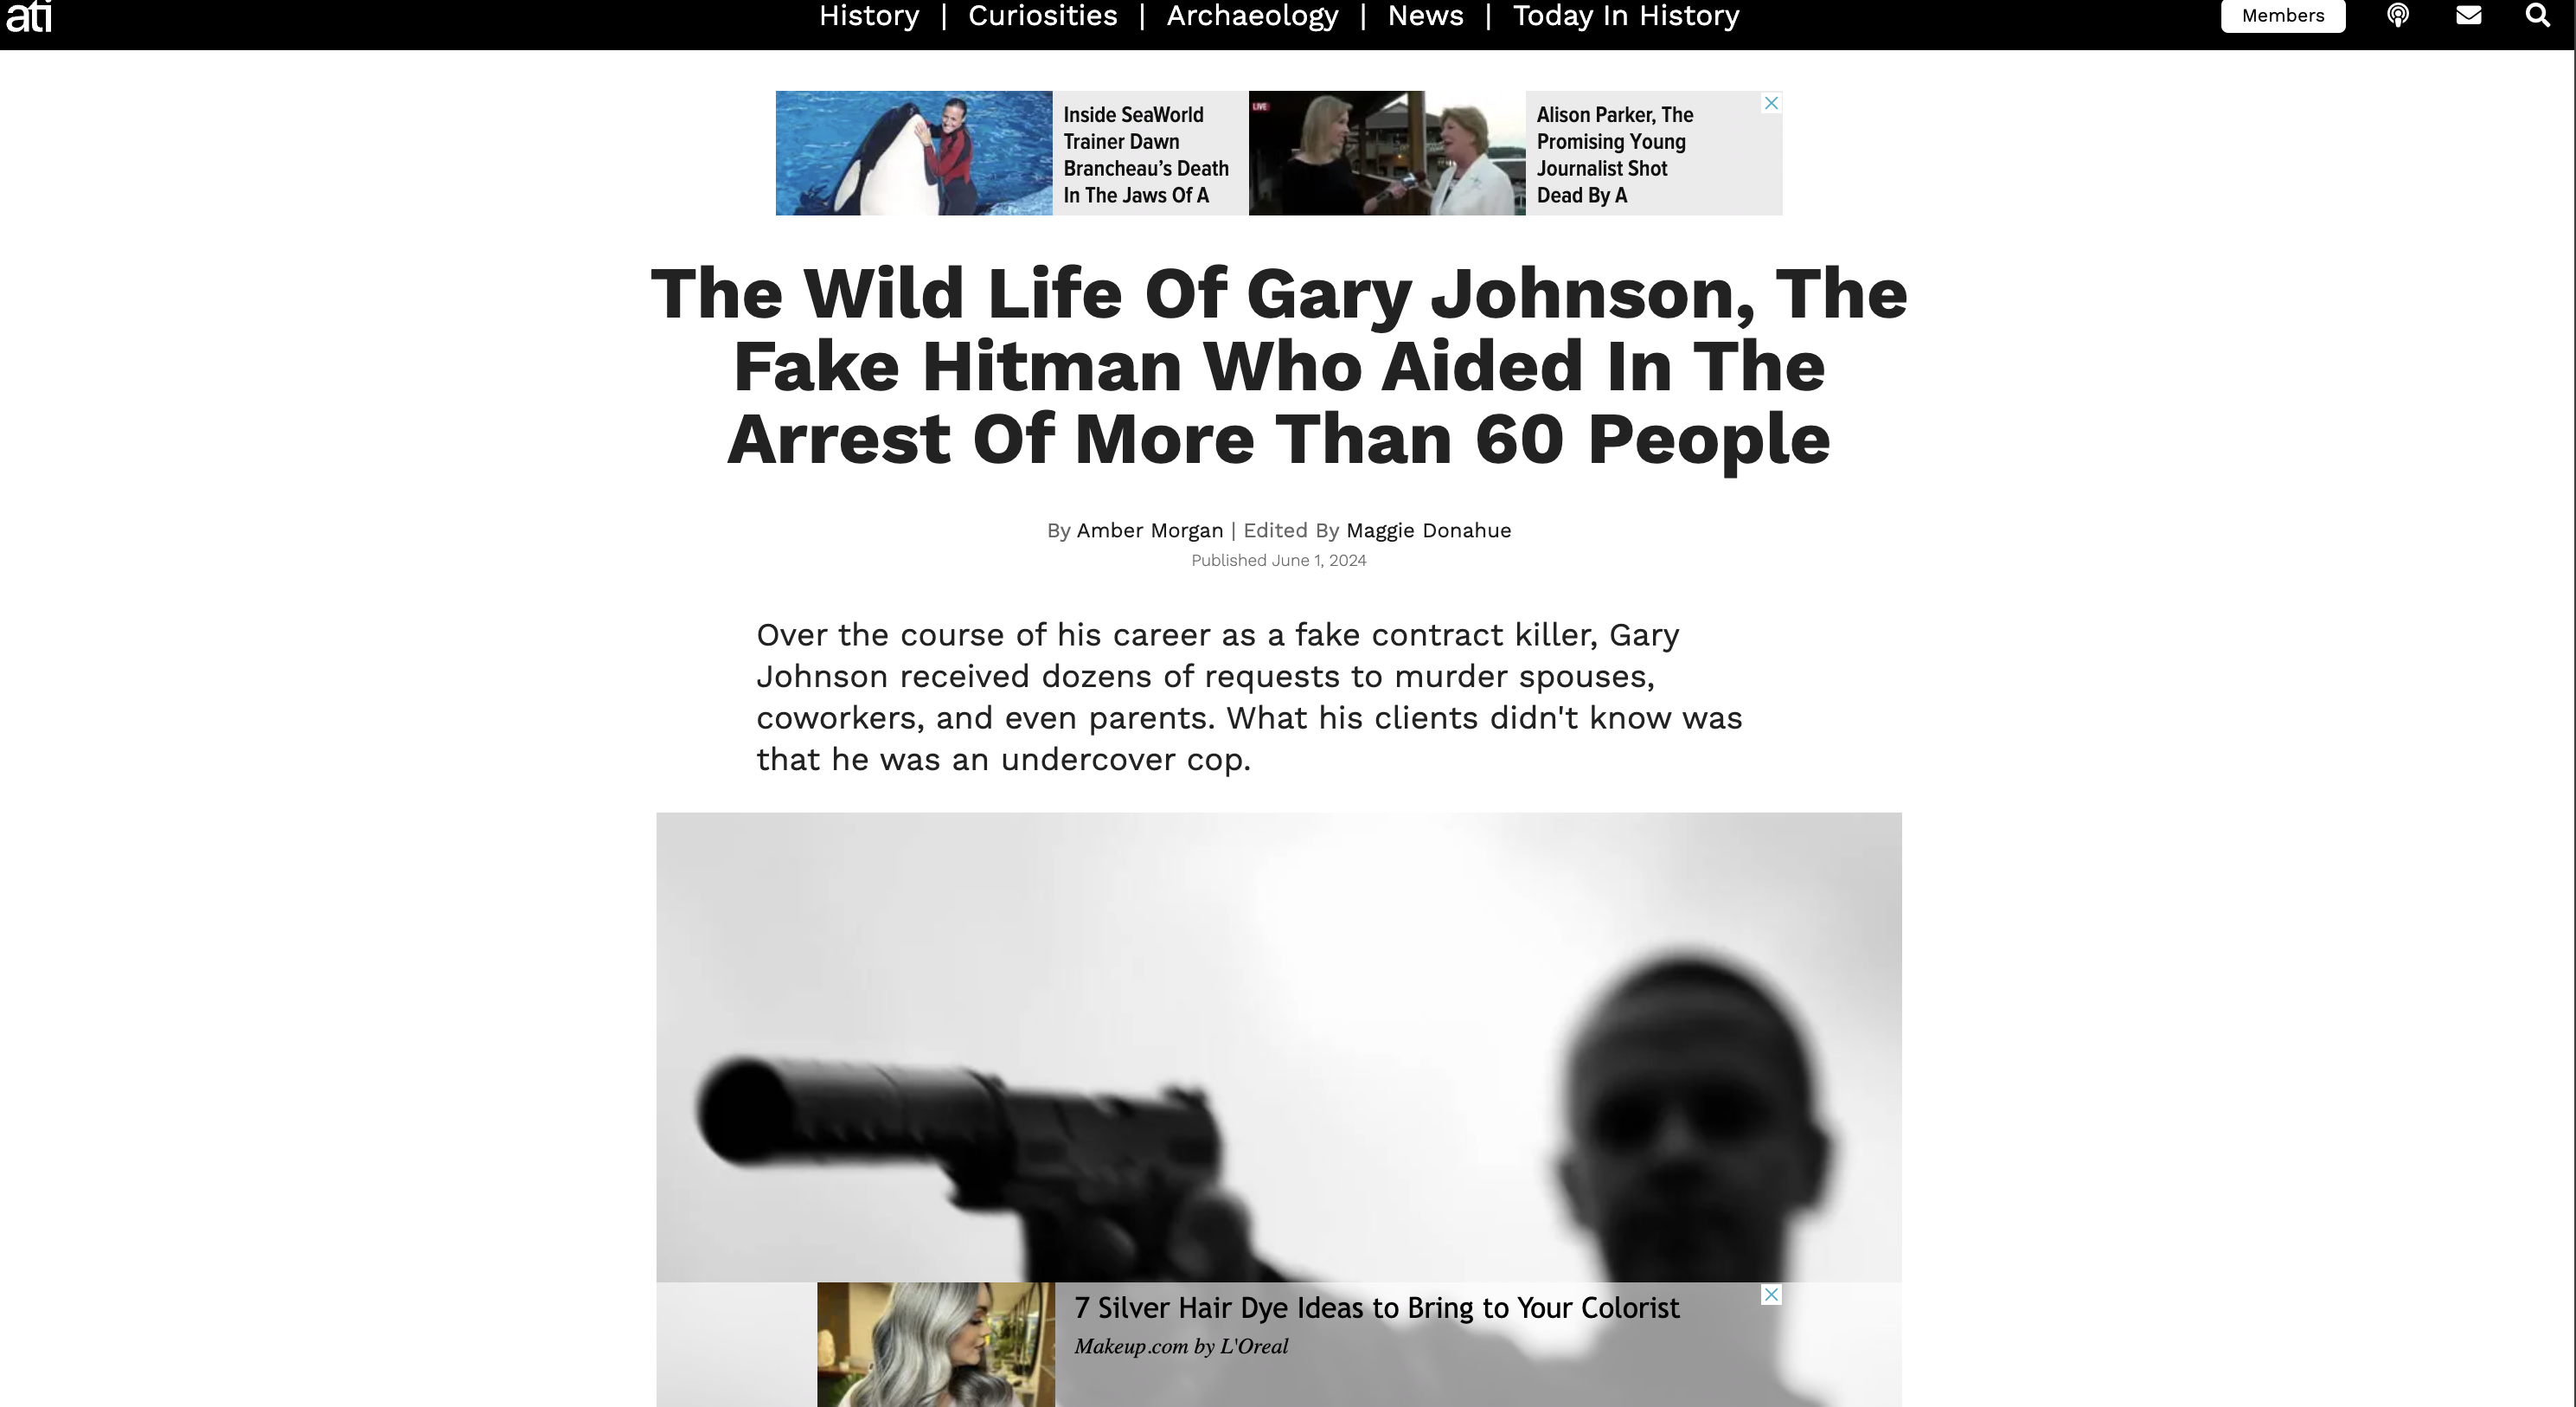 ati
History | Curiosities | Archaeology | News | Today In History
Members
Inside SeaWorld
Trainer Dawn
Brancheau’s Death
In The Jaws Of A
LIVE
Alison Parker, The
Promising Young
Journalist Shot
Dead By A
The Wild Life Of Gary Johnson, The
Fake Hitman Who Aided In The
Arrest Of More Than 60 People
By Amber Morgan | Edited By Maggie Donahue
Published June 1, 2024
Over the course of his career as a fake contract killer, Gary
Johnson received dozens of requests to murder spouses,
coworkers, and even parents. What his clients didn't know was
that he was an undercover cop.
7 Silver Hair Dye Ideas to Bring to Your Colorist
Makeup.com by L'Oreal